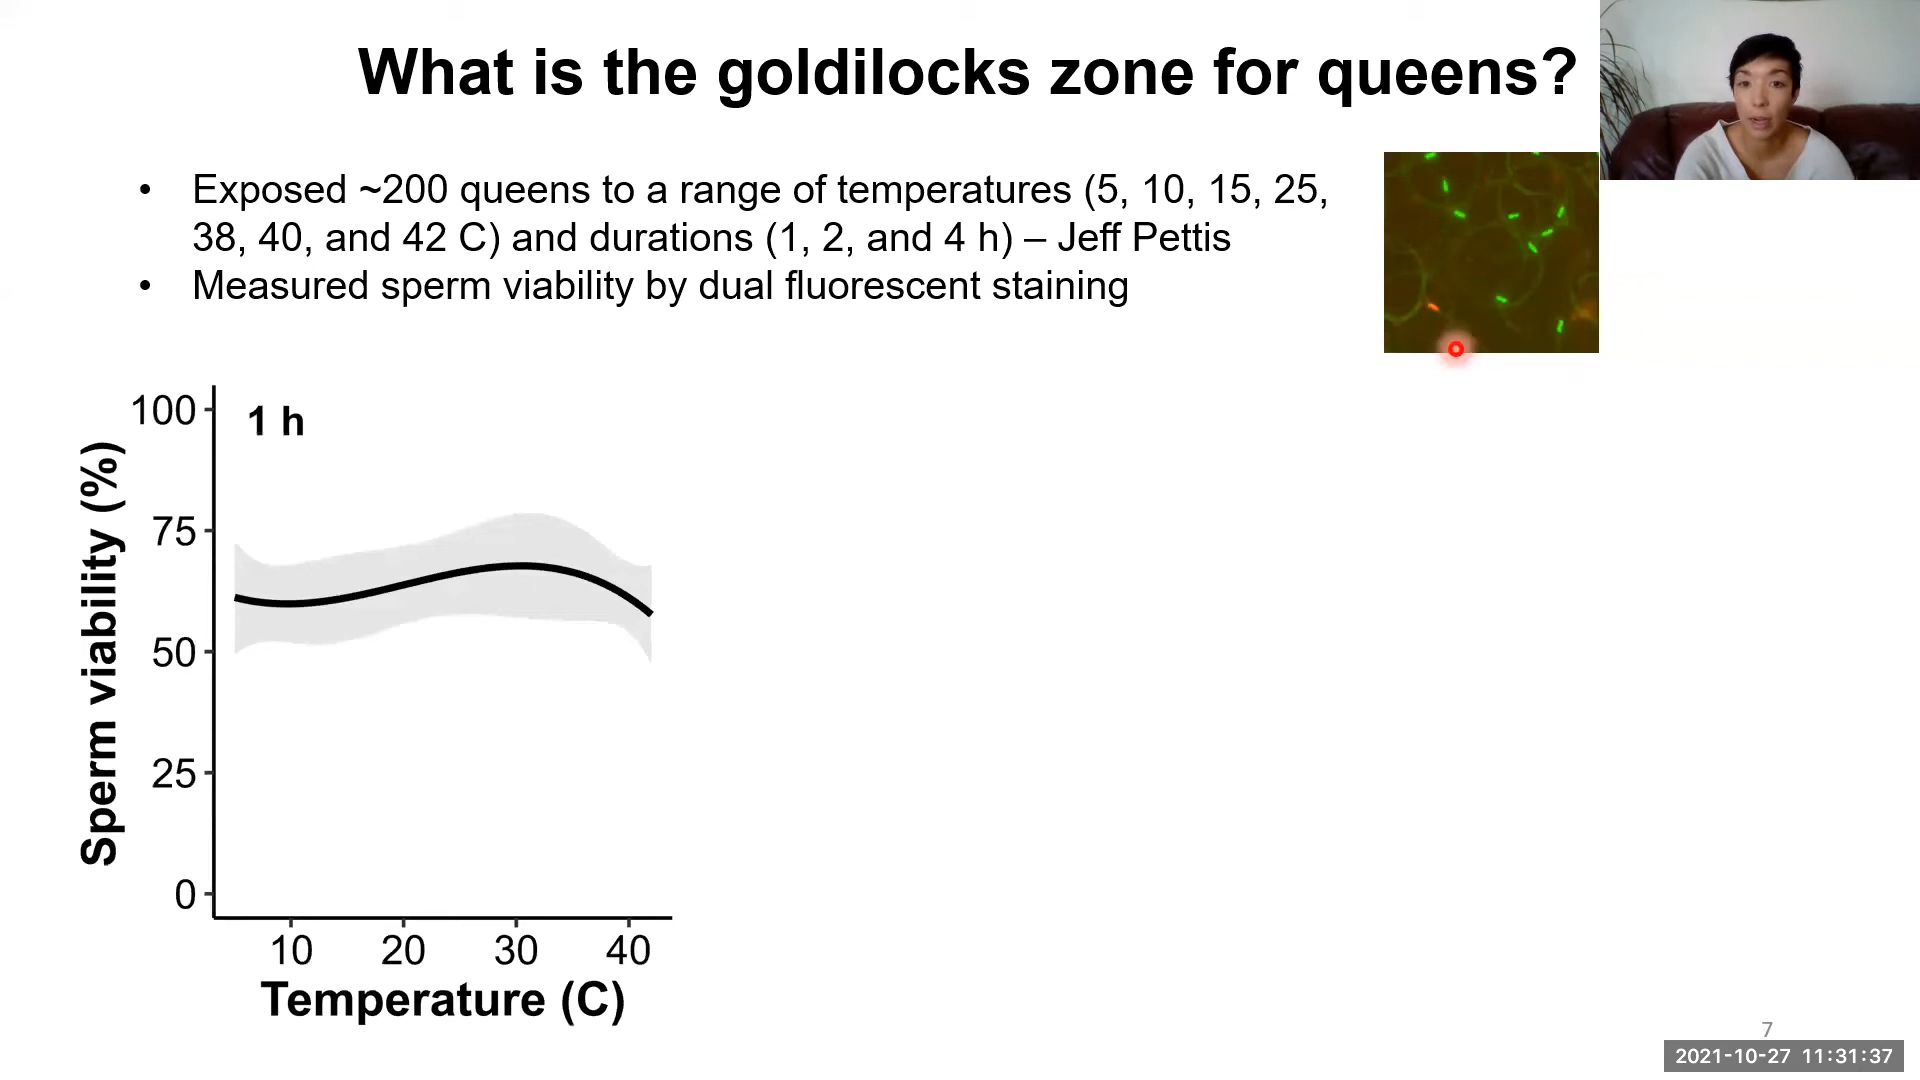 What is the goldilocks zone for queens?
• Exposed ~200 queens to a range of temperatures (5, 10, 15, 25,
38, 40, and 42 C) and durations (1, 2, and 4 h) – Jeff Pettis
• Measured sperm viability by dual fluorescent staining
1 h
Sperm viability (%)
100
75
50
25
0
10 20 30 40
Temperature (C)
7
2021-10-27 11:31:37